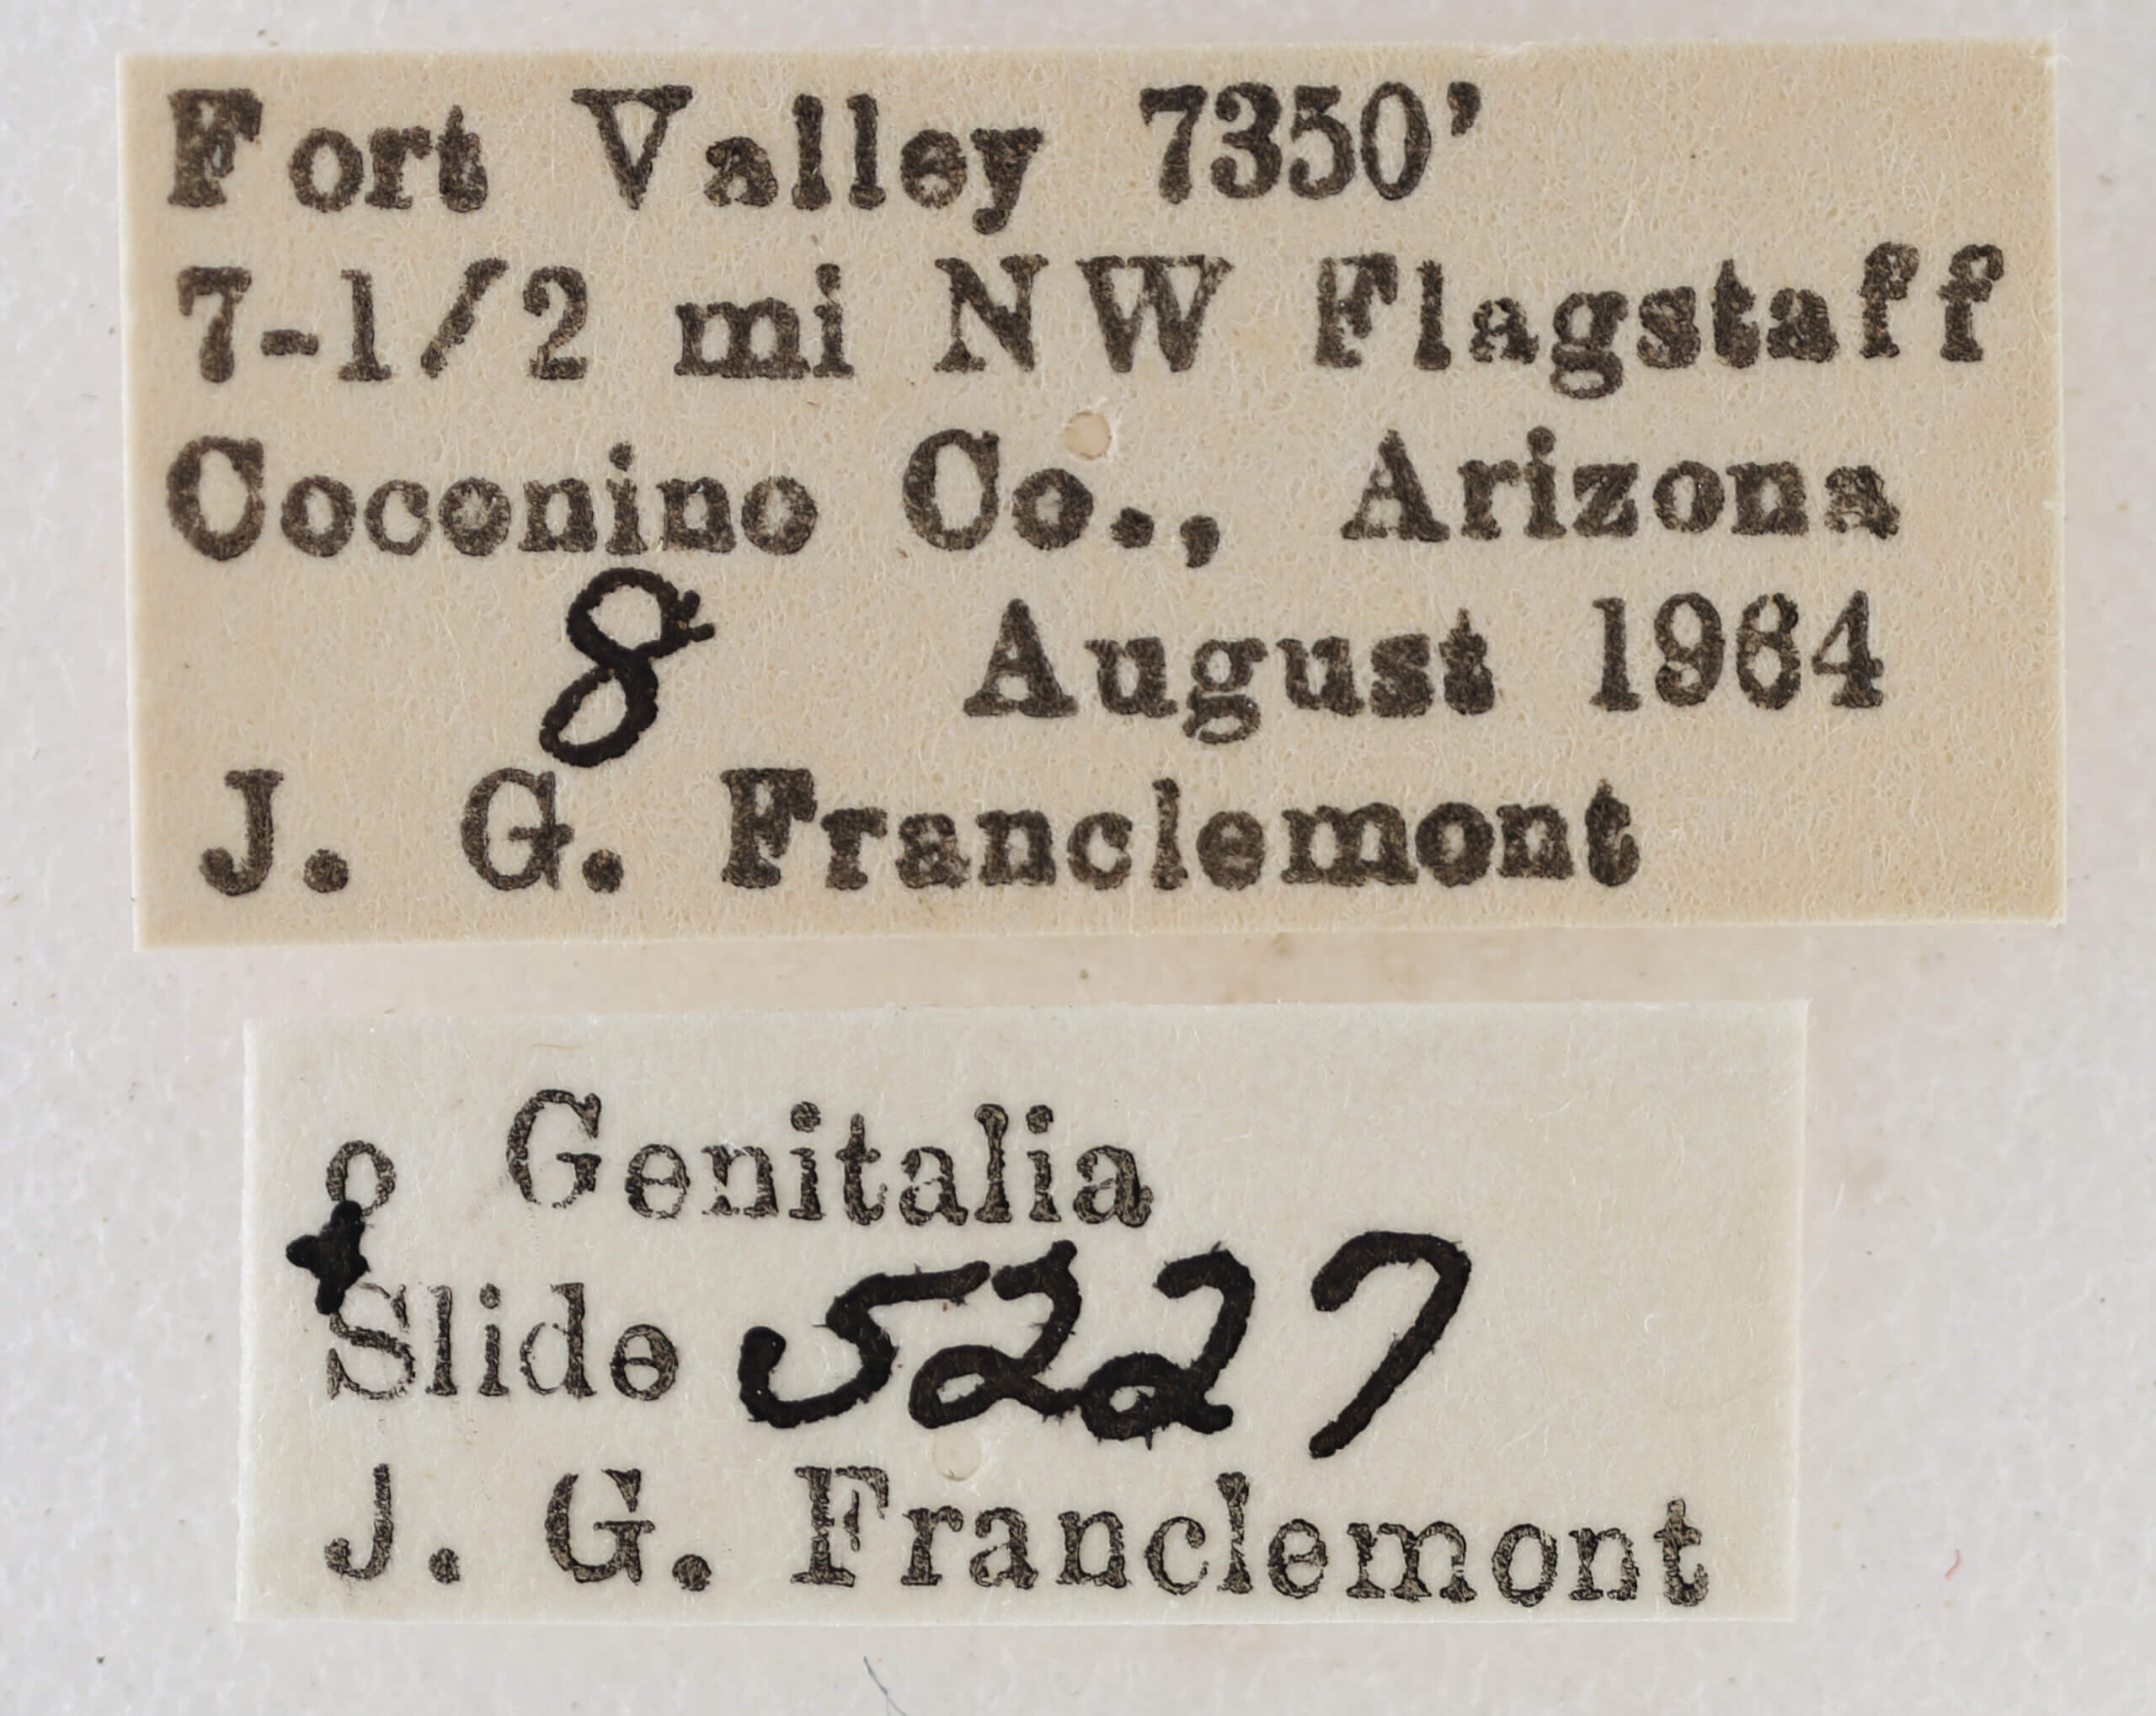 Fort Valley 7350'
7-1/2 mi NW Flagstaff
Coconino Co., Arizona
8 August 1964
J. G. Franclemont
♀ Genitalia
Slide 5227
J. G. Franclemont